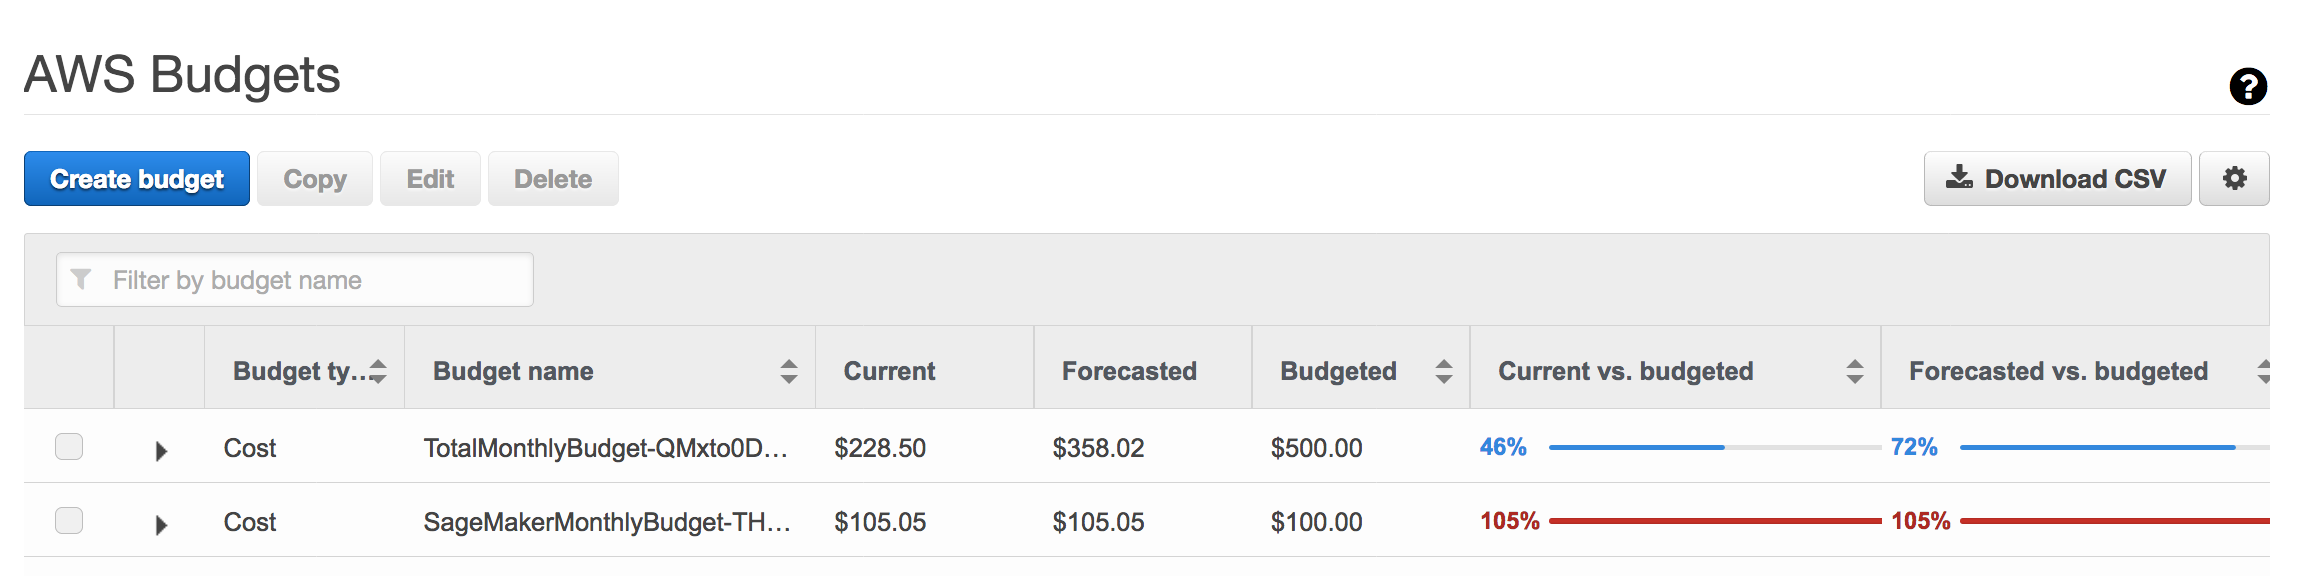 AWS Budgets
?
Create budget Copy Edit Delete Download CSV
Filter by budget name
Budget ty... Budget name Current Forecasted Budgeted Current vs. budgeted Forecasted vs. budgeted
Cost TotalMonthlyBudget-QMxto0D... $228.50 $358.02 $500.00 46% 72%
Cost SageMakerMonthlyBudget-TH... $105.05 $105.05 $100.00 105% 105%